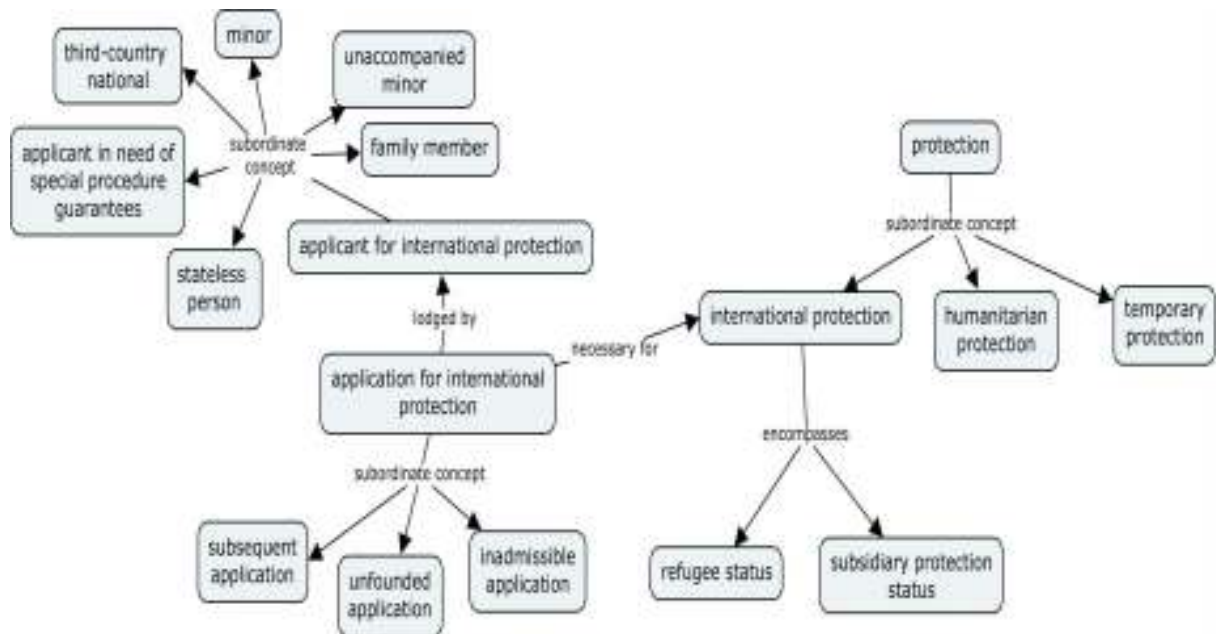 minor
third-country
national
unaccompanied
minor
subordinate
concept
family member
applicant in need of
special procedure
guarantees
protection
subordinate concept
applicant for international protection
stateless
person
lodged by
international protection
humanitarian
protection
temporary
protection
necessary for
application for international
protection
encompasses
subordinate concept
subsequent
application
unfounded
application
inadmissible
application
refugee status
subsidiary protection
status